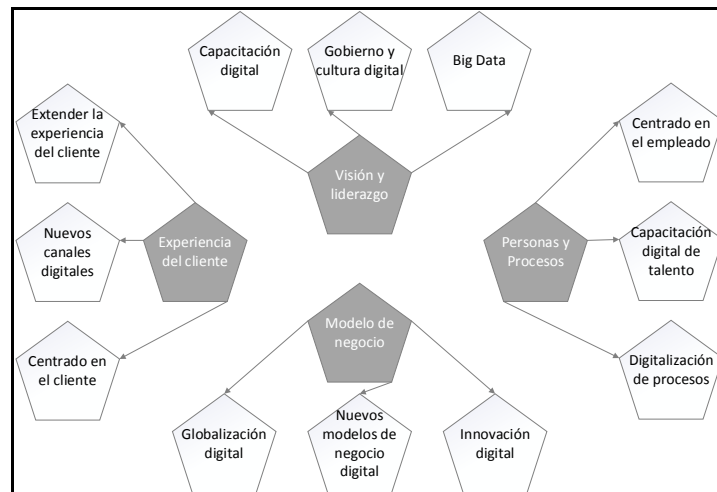 Capacitación
digital
Gobierno y
cultura digital
Big Data
Extender la
experiencia
del cliente
Centrado en
el empleado
Visión y
liderazgo
Nuevos
canales
digitales
Experiencia
del cliente
Personas y
Procesos
Capacitación
digital de
talento
Modelo de
negocio
Centrado en
el cliente
Digitalización
de procesos
Globalización
digital
Nuevos
modelos de
negocio
digital
Innovación
digital